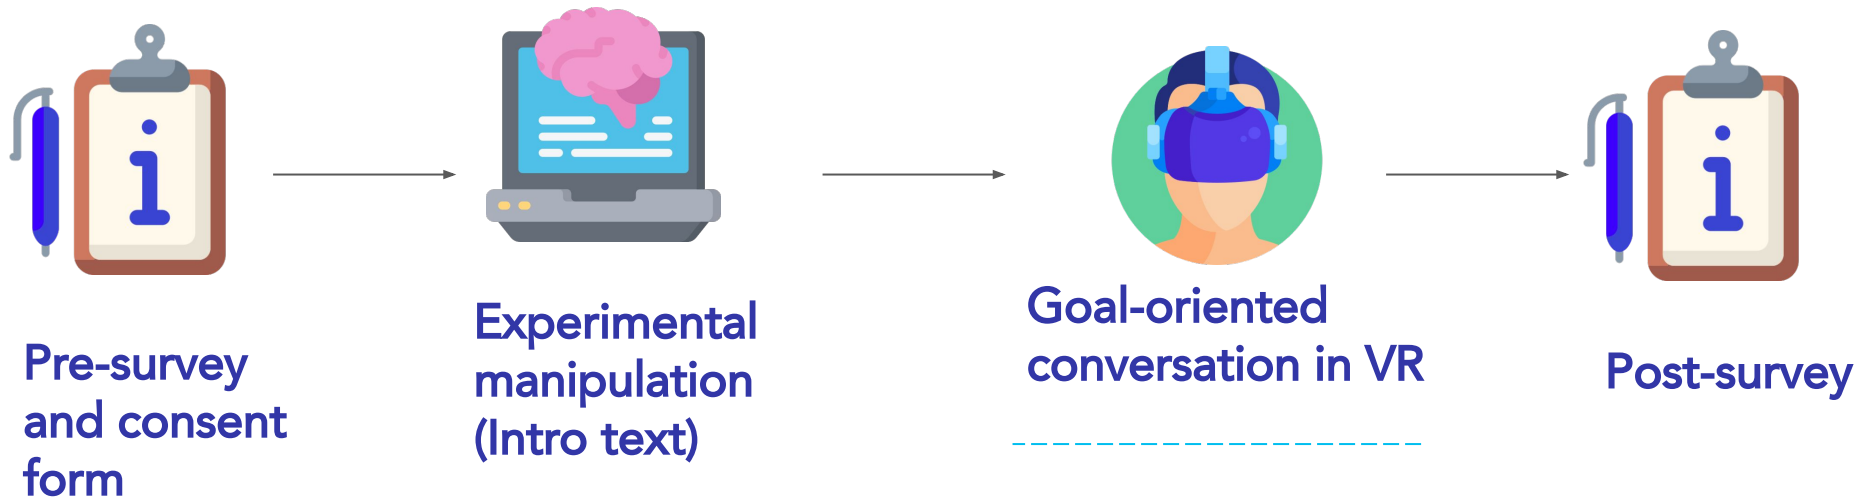 Pre-survey
and consent
form
Experimental
manipulation
(Intro text)
Goal-oriented
conversation in VR
Post-survey